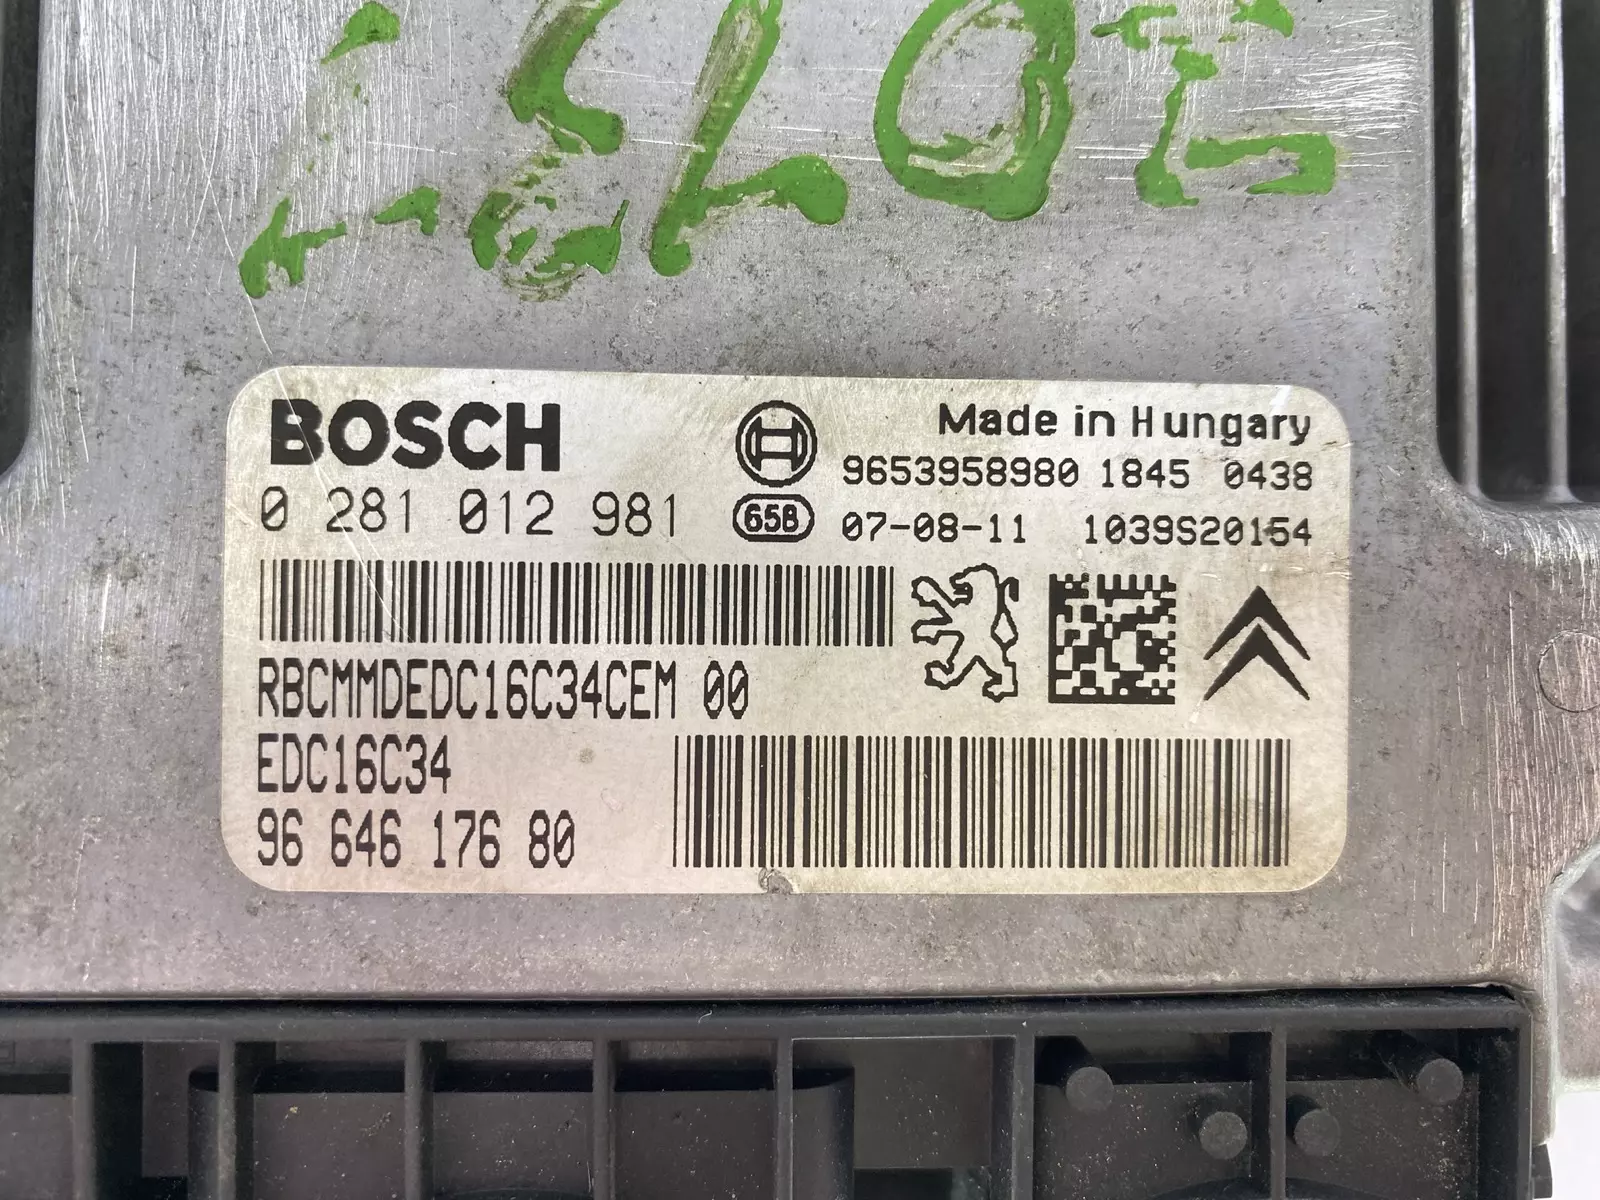 BOSCH
Made in Hungary
9653958980 1845 0438
0 281 012 981
658
07-08-11 1039S20154
RBCMMDEDC16C34CEM 00
EDC16C34
96 646 176 80